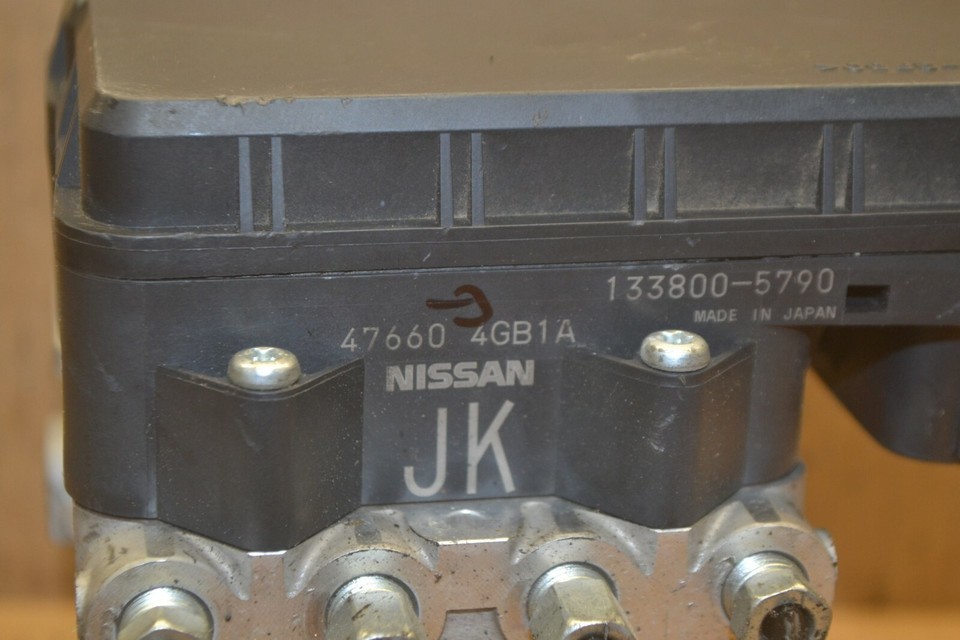 133800-5790
MADE IN JAPAN
47660 4GB1A
NISSAN
JK